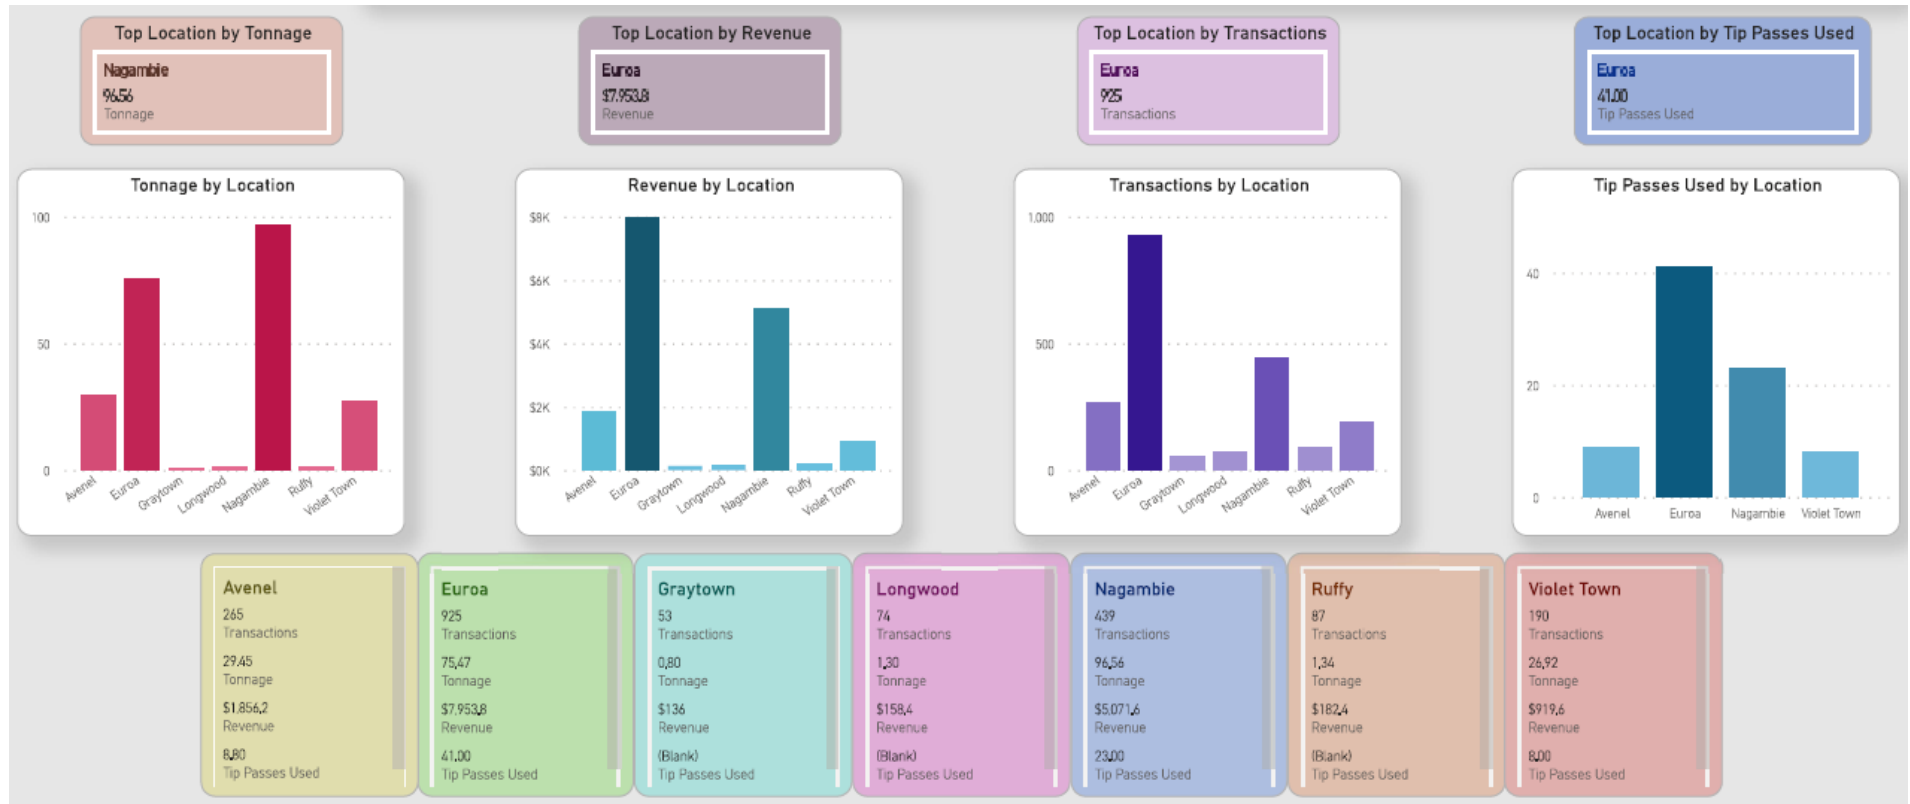 Top Location by Tonnage
Nagambie
96.56
Tonnage
Top Location by Revenue
Euroa
$7,953.8
Revenue
Top Location by Transactions
Euroa
925
Transactions
Top Location by Tip Passes Used
Euroa
41.00
Tip Passes Used
Tonnage by Location
100
50
0
Avenel
Euroa
Graytown
Longwood
Nagambie
Ruffy
Violet Town
Revenue by Location
$8K
$6K
$4K
$2K
$0K
Avenel
Euroa
Graytown
Longwood
Nagambie
Ruffy
Violet Town
Transactions by Location
1,000
500
0
Avenel
Euroa
Graytown
Longwood
Nagambie
Ruffy
Violet Town
Tip Passes Used by Location
40
20
0
Avenel
Euroa
Nagambie
Violet Town
Avenel
265
Transactions
29.45
Tonnage
$1,856.2
Revenue
8.80
Tip Passes Used
Euroa
925
Transactions
75.47
Tonnage
$7,953.8
Revenue
41.00
Tip Passes Used
Graytown
53
Transactions
0.80
Tonnage
$136
Revenue
(Blank)
Tip Passes Used
Longwood
74
Transactions
1.30
Tonnage
$158.4
Revenue
(Blank)
Tip Passes Used
Nagambie
439
Transactions
96.56
Tonnage
$5,071.6
Revenue
23.00
Tip Passes Used
Ruffy
87
Transactions
1.34
Tonnage
$182.4
Revenue
(Blank)
Tip Passes Used
Violet Town
190
Transactions
26.92
Tonnage
$919.6
Revenue
8.00
Tip Passes Used